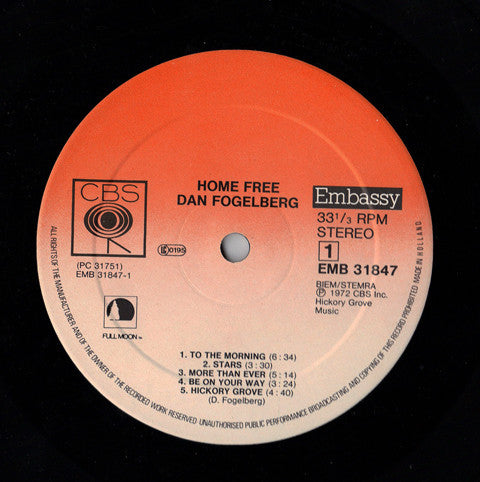 HOME FREE
DAN FOGELBERG
CBS
Embassy
33 1/3 RPM
STEREO
1
EMB 31847
(PC 31751)
EMB 31847-1
BIEM/STEMRA
℗ 1972 CBS Inc.
Hickory Grove
Music
FULL MOON™
1. TO THE MORNING (6:34)
2. STARS (3:30)
3. MORE THAN EVER (5:14)
4. BE ON YOUR WAY (3:24)
5. HICKORY GROVE (4:40)
(D. Fogelberg)
ALL RIGHTS OF THE MANUFACTURER AND OF THE OWNER OF THE RECORDED WORK RESERVED UNAUTHORISED PUBLIC PERFORMANCE BROADCASTING AND COPYING OF THIS RECORD PROHIBITED MADE IN HOLLAND